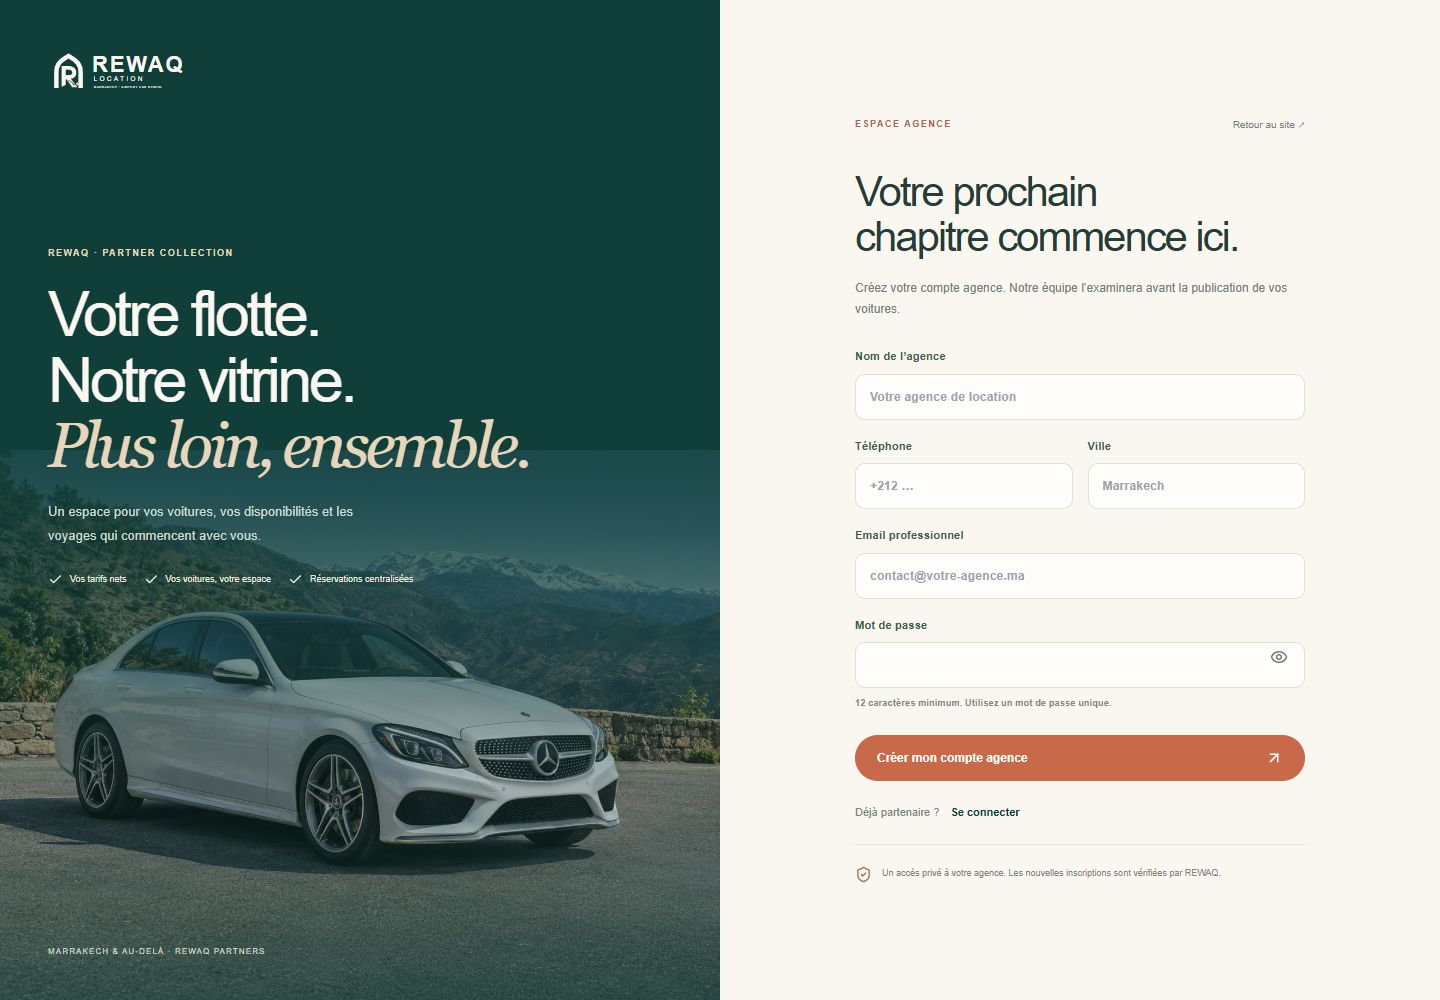 REWAQ
LOCATION
MARRAKECH · AIRPORT CAR RENTAL
REWAQ · PARTNER COLLECTION
Votre flotte.
Notre vitrine.
Plus loin, ensemble.
Un espace pour vos voitures, vos disponibilités et les
voyages qui commencent avec vous.
Vos tarifs nets
Vos voitures, votre espace
Réservations centralisées
MARRAKECH & AU-DELÀ · REWAQ PARTNERS
ESPACE AGENCE
Retour au site ↗
Votre prochain
chapitre commence ici.
Créez votre compte agence. Notre équipe l’examinera avant la publication de vos
voitures.
Nom de l’agence
Votre agence de location
Téléphone
Ville
+212 …
Marrakech
Email professionnel
contact@votre-agence.ma
Mot de passe
12 caractères minimum. Utilisez un mot de passe unique.
Créer mon compte agence
Déjà partenaire ? Se connecter
Un accès privé à votre agence. Les nouvelles inscriptions sont vérifiées par REWAQ.